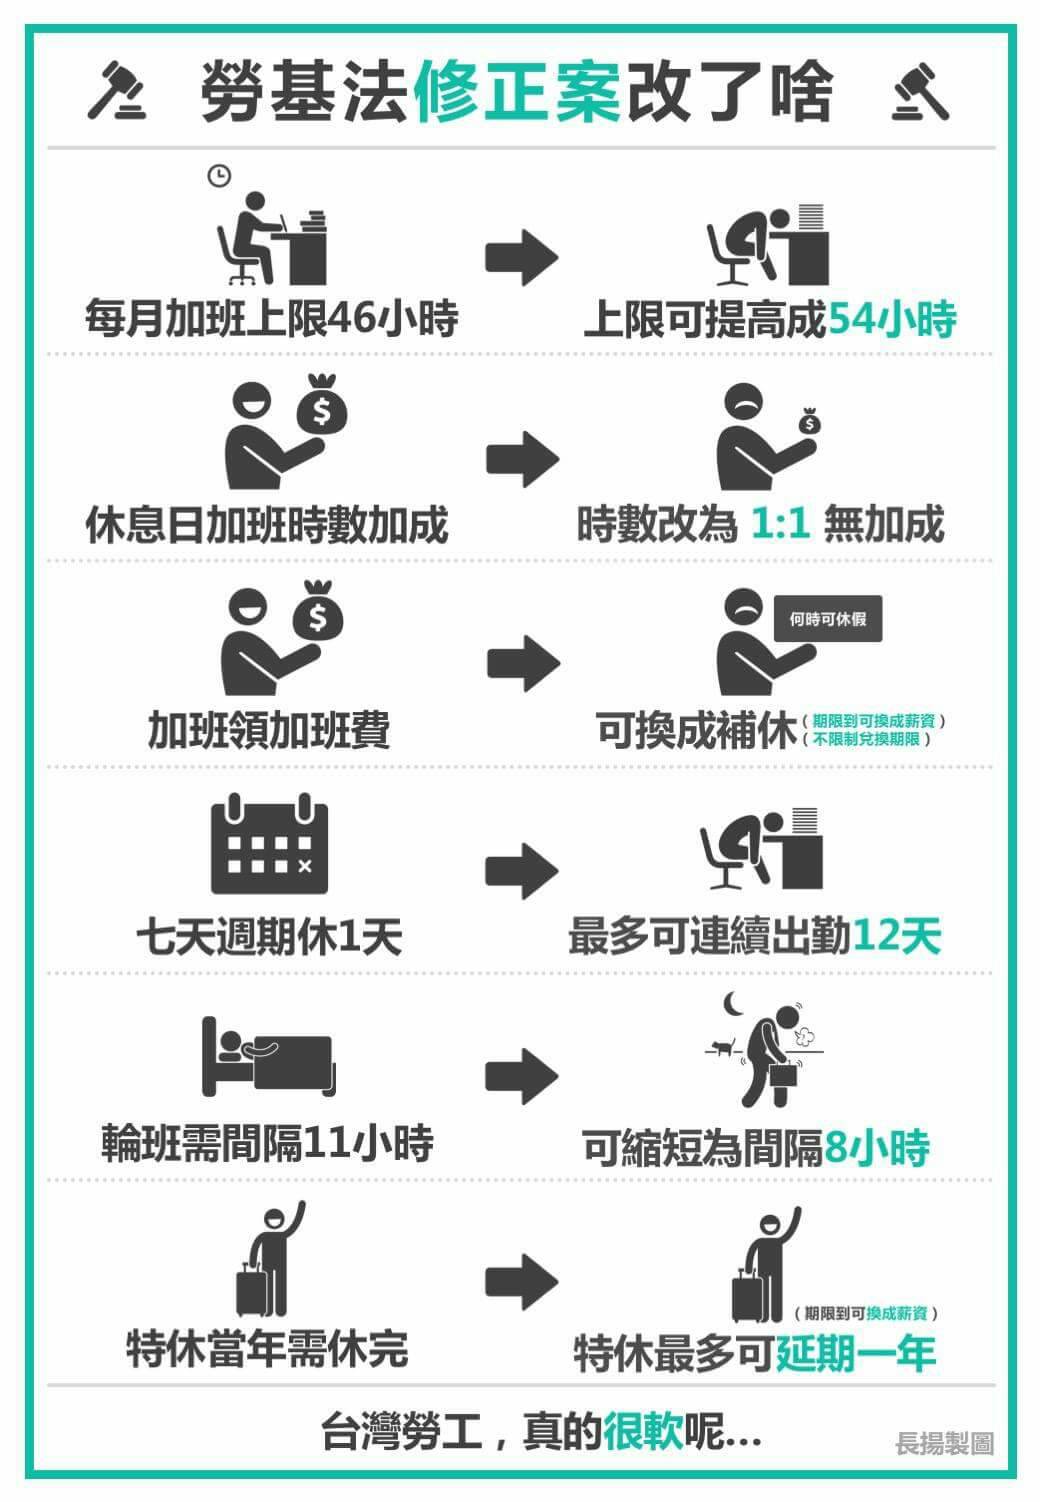 勞基法修正案改了啥
每月加班上限46小時
上限可提高成54小時
休息日加班時數加成
時數改為 1:1 無加成
何時可休假
加班領加班費
可換成補休
（期限到可換成薪資）
（不限制兌換期限）
七天週期休1天
最多可連續出勤12天
輪班需間隔11小時
可縮短為間隔8小時
特休當年需休完
（期限到可換成薪資）
特休最多可延期一年
台灣勞工，真的很軟呢...
長揚製圖